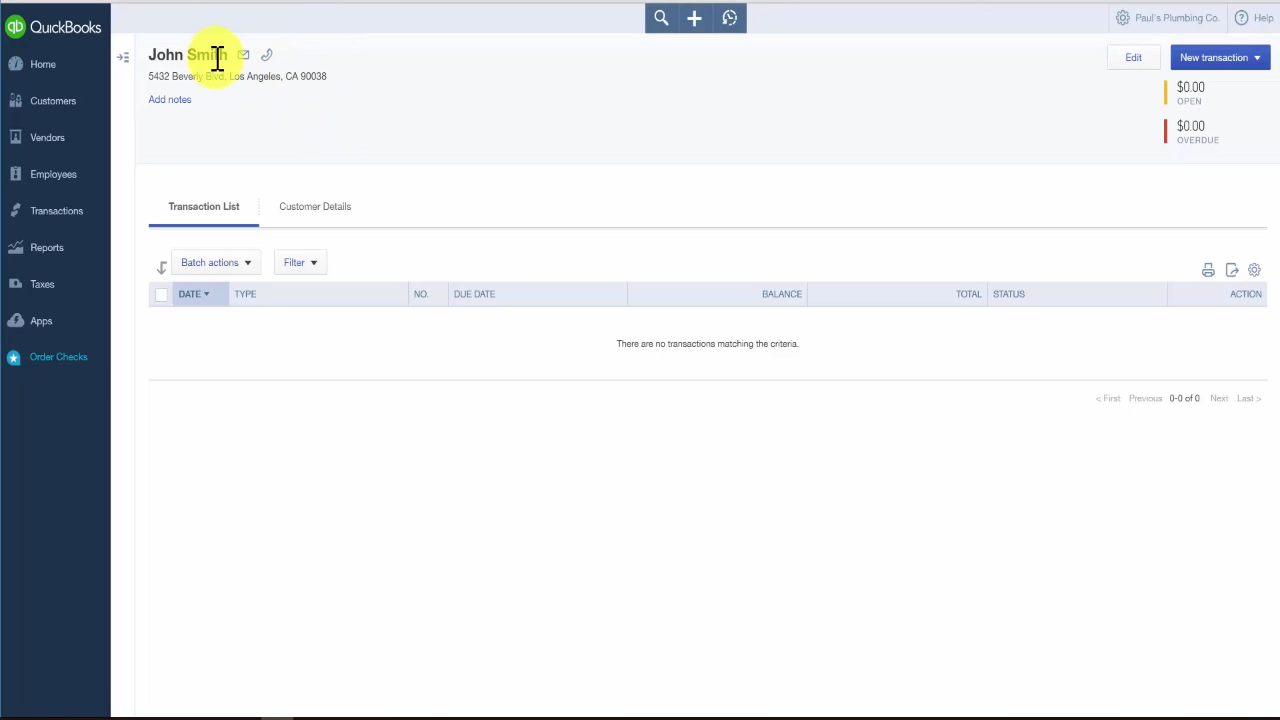 qb QuickBooks
Paul's Plumbing Co.
Help
Home
Customers
Vendors
Employees
Transactions
Reports
Taxes
Apps
Order Checks
John Smith
5432 Beverly Blvd, Los Angeles, CA 90038
Add notes
Edit
New transaction
$0.00
OPEN
$0.00
OVERDUE
Transaction List
Customer Details
Batch actions
Filter
DATE TYPE NO. DUE DATE BALANCE TOTAL STATUS ACTION
There are no transactions matching the criteria.
< First Previous 0-0 of 0 Next Last >